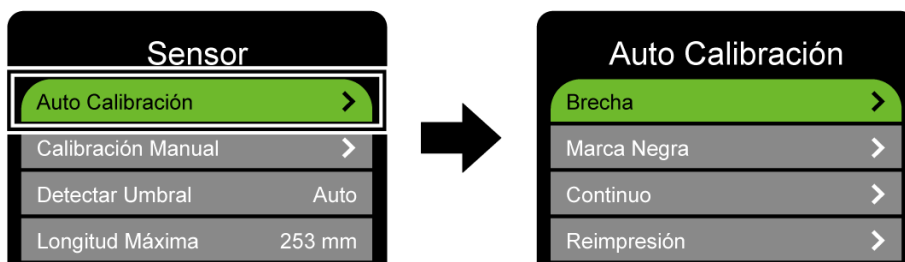 Sensor
Auto Calibración
Calibración Manual
Detectar Umbral Auto
Longitud Máxima 253 mm
Auto Calibración
Brecha
Marca Negra
Continuo
Reimpresión